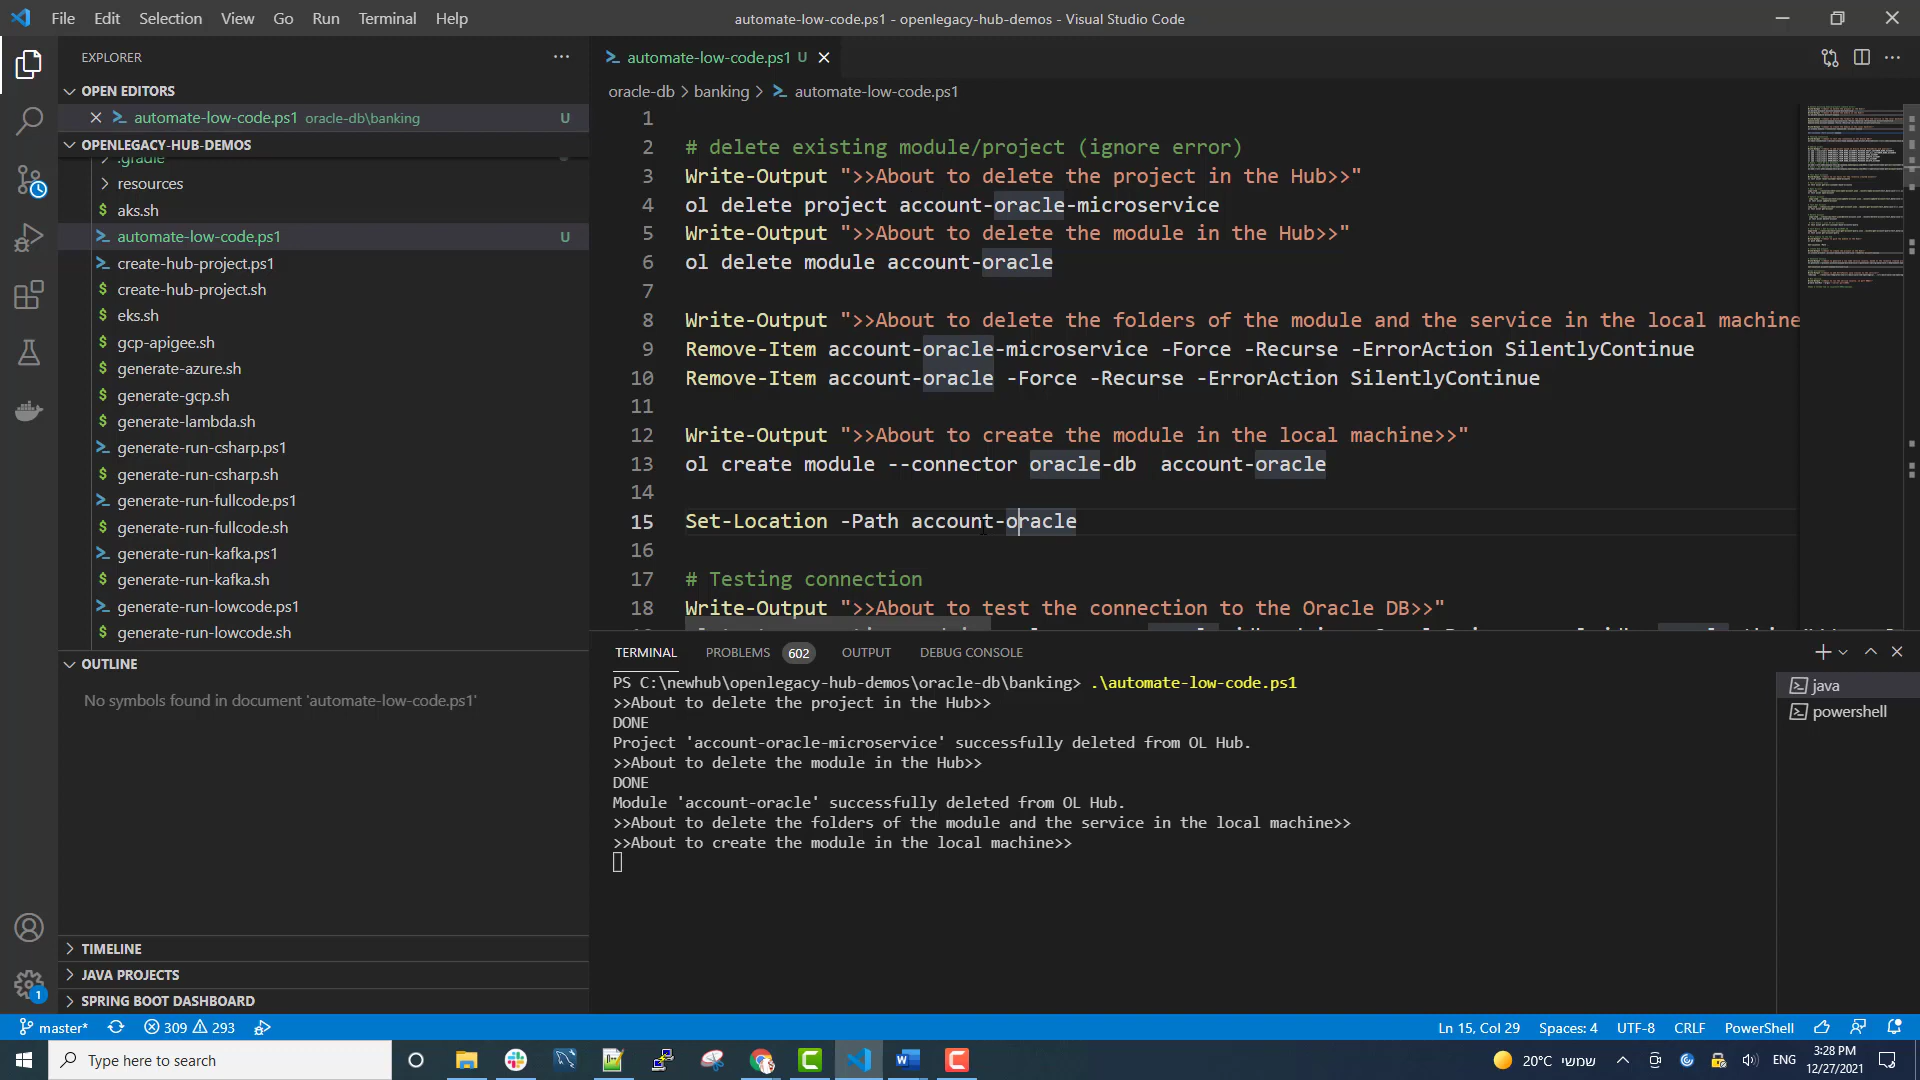 File Edit Selection View Go Run Terminal Help
automate-low-code.ps1 - openlegacy-hub-demos - Visual Studio Code
EXPLORER
OPEN EDITORS
automate-low-code.ps1 oracle-db\banking U
OPENLEGACY-HUB-DEMOS
.gradle
resources
$ aks.sh
automate-low-code.ps1 U
create-hub-project.ps1
$ create-hub-project.sh
$ eks.sh
$ gcp-apigee.sh
$ generate-azure.sh
$ generate-gcp.sh
$ generate-lambda.sh
generate-run-csharp.ps1
$ generate-run-csharp.sh
generate-run-fullcode.ps1
$ generate-run-fullcode.sh
generate-run-kafka.ps1
$ generate-run-kafka.sh
generate-run-lowcode.ps1
$ generate-run-lowcode.sh
OUTLINE
No symbols found in document 'automate-low-code.ps1'
TIMELINE
JAVA PROJECTS
SPRING BOOT DASHBOARD
1
automate-low-code.ps1 U
oracle-db > banking > automate-low-code.ps1
1
2 # delete existing module/project (ignore error)
3 Write-Output ">>About to delete the project in the Hub>>"
4 ol delete project account-oracle-microservice
5 Write-Output ">>About to delete the module in the Hub>>"
6 ol delete module account-oracle
7
8 Write-Output ">>About to delete the folders of the module and the service in the local machine
9 Remove-Item account-oracle-microservice -Force -Recurse -ErrorAction SilentlyContinue
10 Remove-Item account-oracle -Force -Recurse -ErrorAction SilentlyContinue
11
12 Write-Output ">>About to create the module in the local machine>>"
13 ol create module --connector oracle-db  account-oracle
14
15 Set-Location -Path account-oracle
16
17 # Testing connection
18 Write-Output ">>About to test the connection to the Oracle DB>>"
TERMINAL PROBLEMS 602 OUTPUT DEBUG CONSOLE
PS C:\newhub\openlegacy-hub-demos\oracle-db\banking> .\automate-low-code.ps1
>>About to delete the project in the Hub>>
DONE
Project 'account-oracle-microservice' successfully deleted from OL Hub.
>>About to delete the module in the Hub>>
DONE
Module 'account-oracle' successfully deleted from OL Hub.
>>About to delete the folders of the module and the service in the local machine>>
>>About to create the module in the local machine>>
java
powershell
master* 309 293
Ln 15, Col 29 Spaces: 4 UTF-8 CRLF PowerShell
Type here to search
20°C שמשי ENG
3:28 PM
12/27/2021